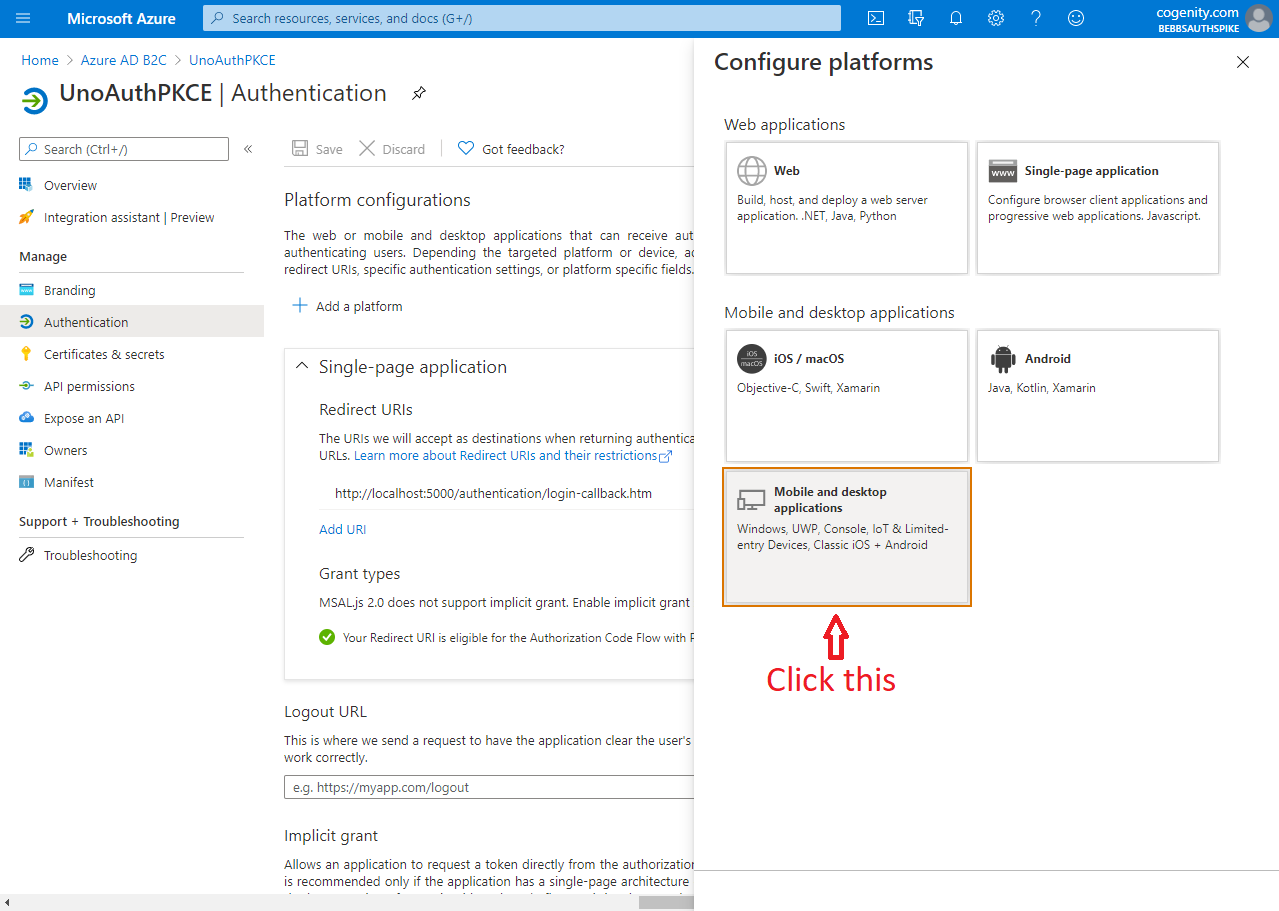 Microsoft Azure
Search resources, services, and docs (G+/)
cogenity.com
BEBBSAUTHSPIKE
Home > Azure AD B2C > UnoAuthPKCE
UnoAuthPKCE | Authentication
Search (Ctrl+/)
«
Overview
Integration assistant | Preview
Manage
Branding
Authentication
Certificates & secrets
API permissions
Expose an API
Owners
Manifest
Support + Troubleshooting
Troubleshooting
Save
Discard
Got feedback?
Platform configurations
The web or mobile and desktop applications that can receive aut
authenticating users. Depending the targeted platform or device, ac
redirect URIs, specific authentication settings, or platform specific fields.
Add a platform
Single-page application
Redirect URIs
The URIs we will accept as destinations when returning authentica
URLs. Learn more about Redirect URIs and their restrictions
http://localhost:5000/authentication/login-callback.htm
Add URI
Grant types
MSAL.js 2.0 does not support implicit grant. Enable implicit grant
Your Redirect URI is eligible for the Authorization Code Flow with P
Logout URL
This is where we send a request to have the application clear the user's
work correctly.
e.g. https://myapp.com/logout
Implicit grant
Allows an application to request a token directly from the authorization
is recommended only if the application has a single-page architecture
Configure platforms
Web applications
Web
Build, host, and deploy a web server
application. .NET, Java, Python
www
Single-page application
Configure browser client applications and
progressive web applications. Javascript.
Mobile and desktop applications
iOS
macOS
iOS / macOS
Objective-C, Swift, Xamarin
Android
Java, Kotlin, Xamarin
Mobile and desktop
applications
Windows, UWP, Console, IoT & Limited-
entry Devices, Classic iOS + Android
Click this